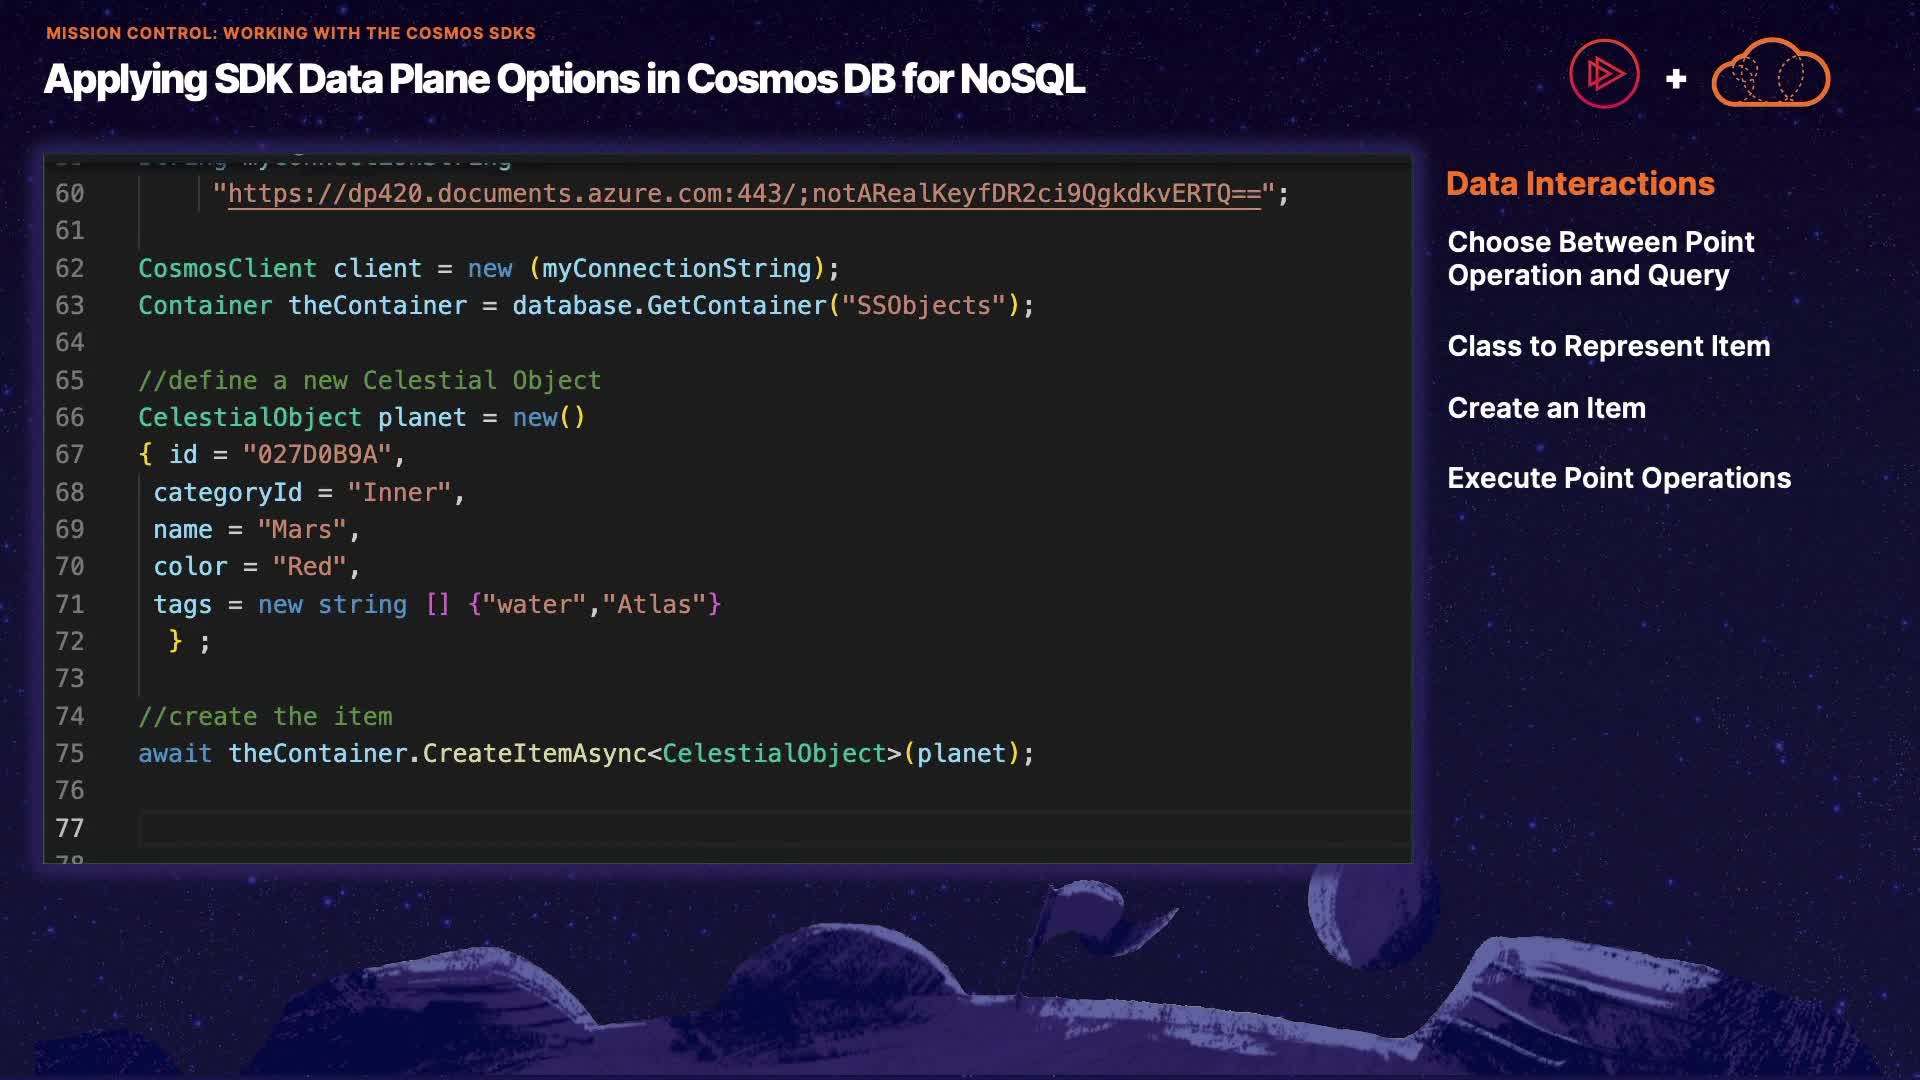 MISSION CONTROL: WORKING WITH THE COSMOS SDKS
Applying SDK Data Plane Options in Cosmos DB for NoSQL
+
60 "https://dp420.documents.azure.com:443/;notARealKeyfDR2ci9QgkdkvERTQ==";
61
62 CosmosClient client = new (myConnectionString);
63 Container theContainer = database.GetContainer("SSObjects");
64
65 //define a new Celestial Object
66 CelestialObject planet = new()
67 { id = "027D0B9A",
68 categoryId = "Inner",
69 name = "Mars",
70 color = "Red",
71 tags = new string [] {"water","Atlas"}
72 } ;
73
74 //create the item
75 await theContainer.CreateItemAsync<CelestialObject>(planet);
76
77
78
Data Interactions
Choose Between Point
Operation and Query
Class to Represent Item
Create an Item
Execute Point Operations